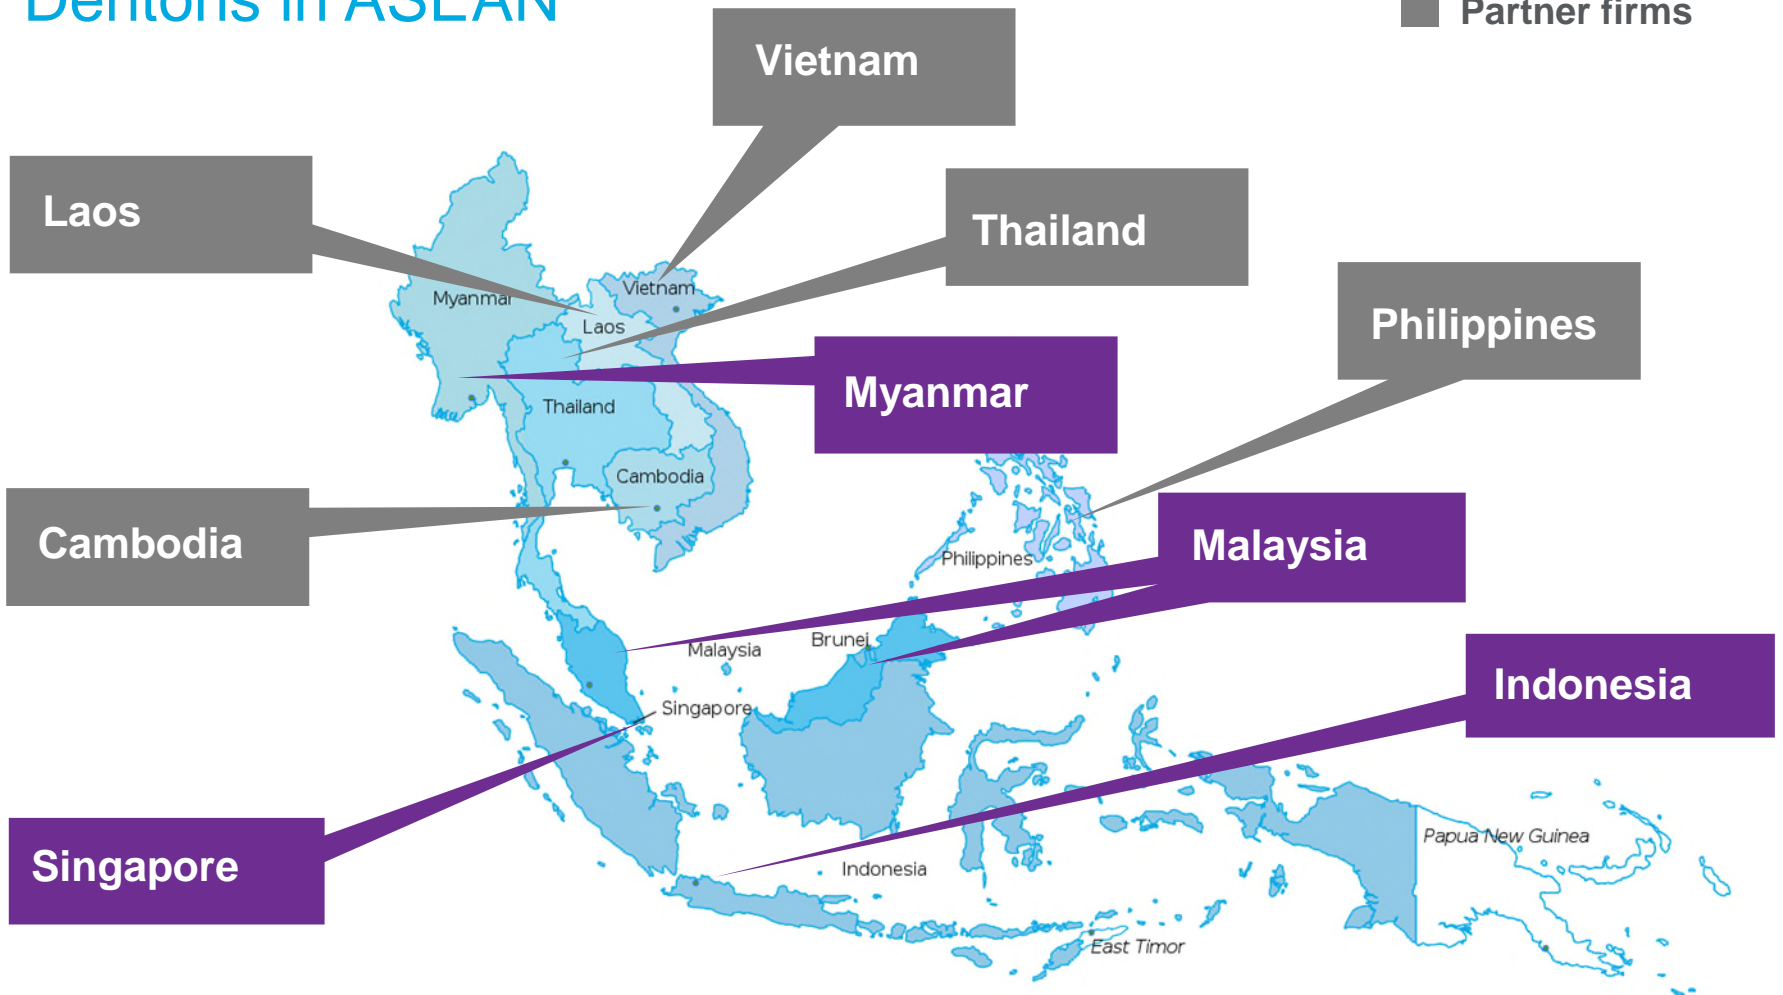 Dentons in ASEAN
Partner firms
Vietnam
Laos
Thailand
Philippines
Myanmar
Vietnam
Laos
Myanmar
Thailand
Cambodia
Cambodia
Malaysia
Philippines
Brunei
Malaysia
Indonesia
Singapore
Singapore
Papua New Guinea
Indonesia
East Timor